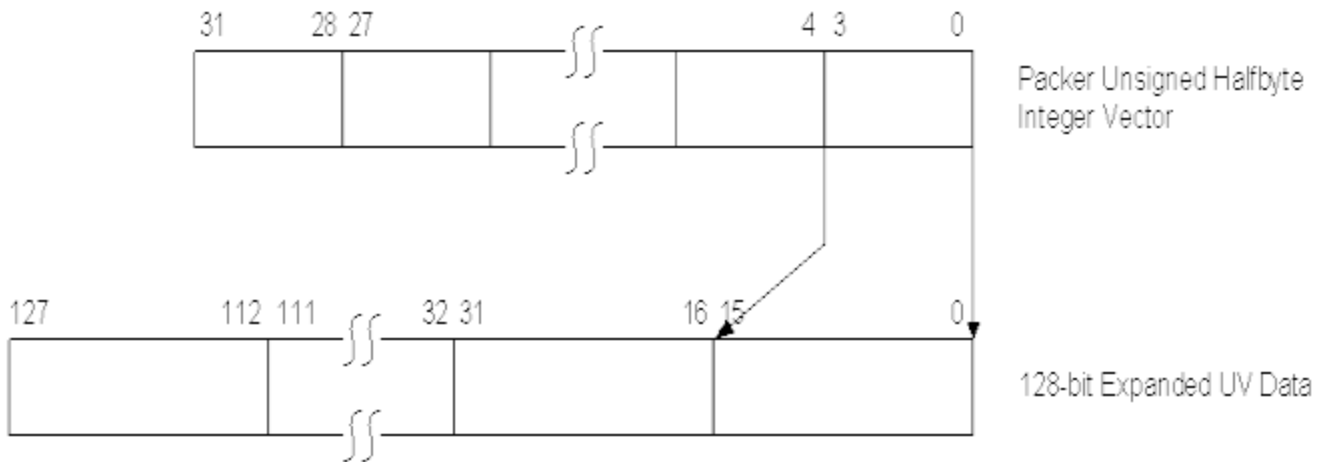 31 28 27 4 3 0
Packer Unsigned Halfbyte
Integer Vector
127 112 111 32 31 16 15 0
128-bit Expanded UV Data